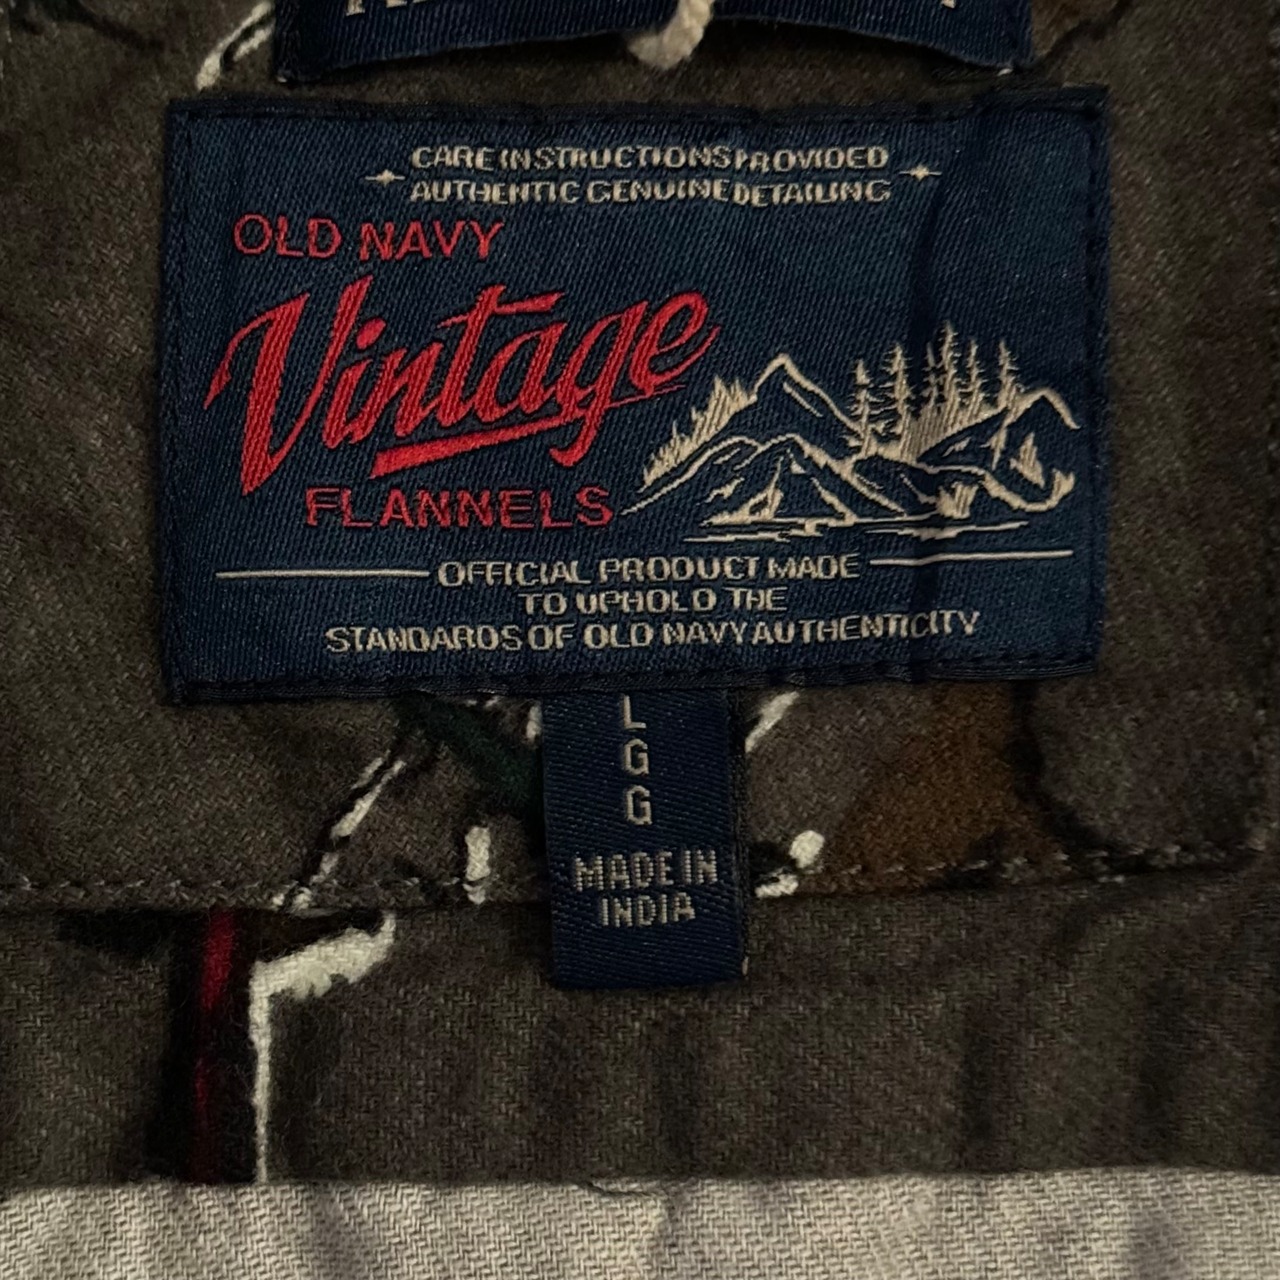 CARE INSTRUCTIONS PROVIDED
AUTHENTIC GENUINE DETAILING
OLD NAVY
Vintage
FLANNELS
OFFICIAL PRODUCT MADE
TO UPHOLD THE
STANDARDS OF OLD NAVY AUTHENTICITY
L
G
G
MADE IN
INDIA